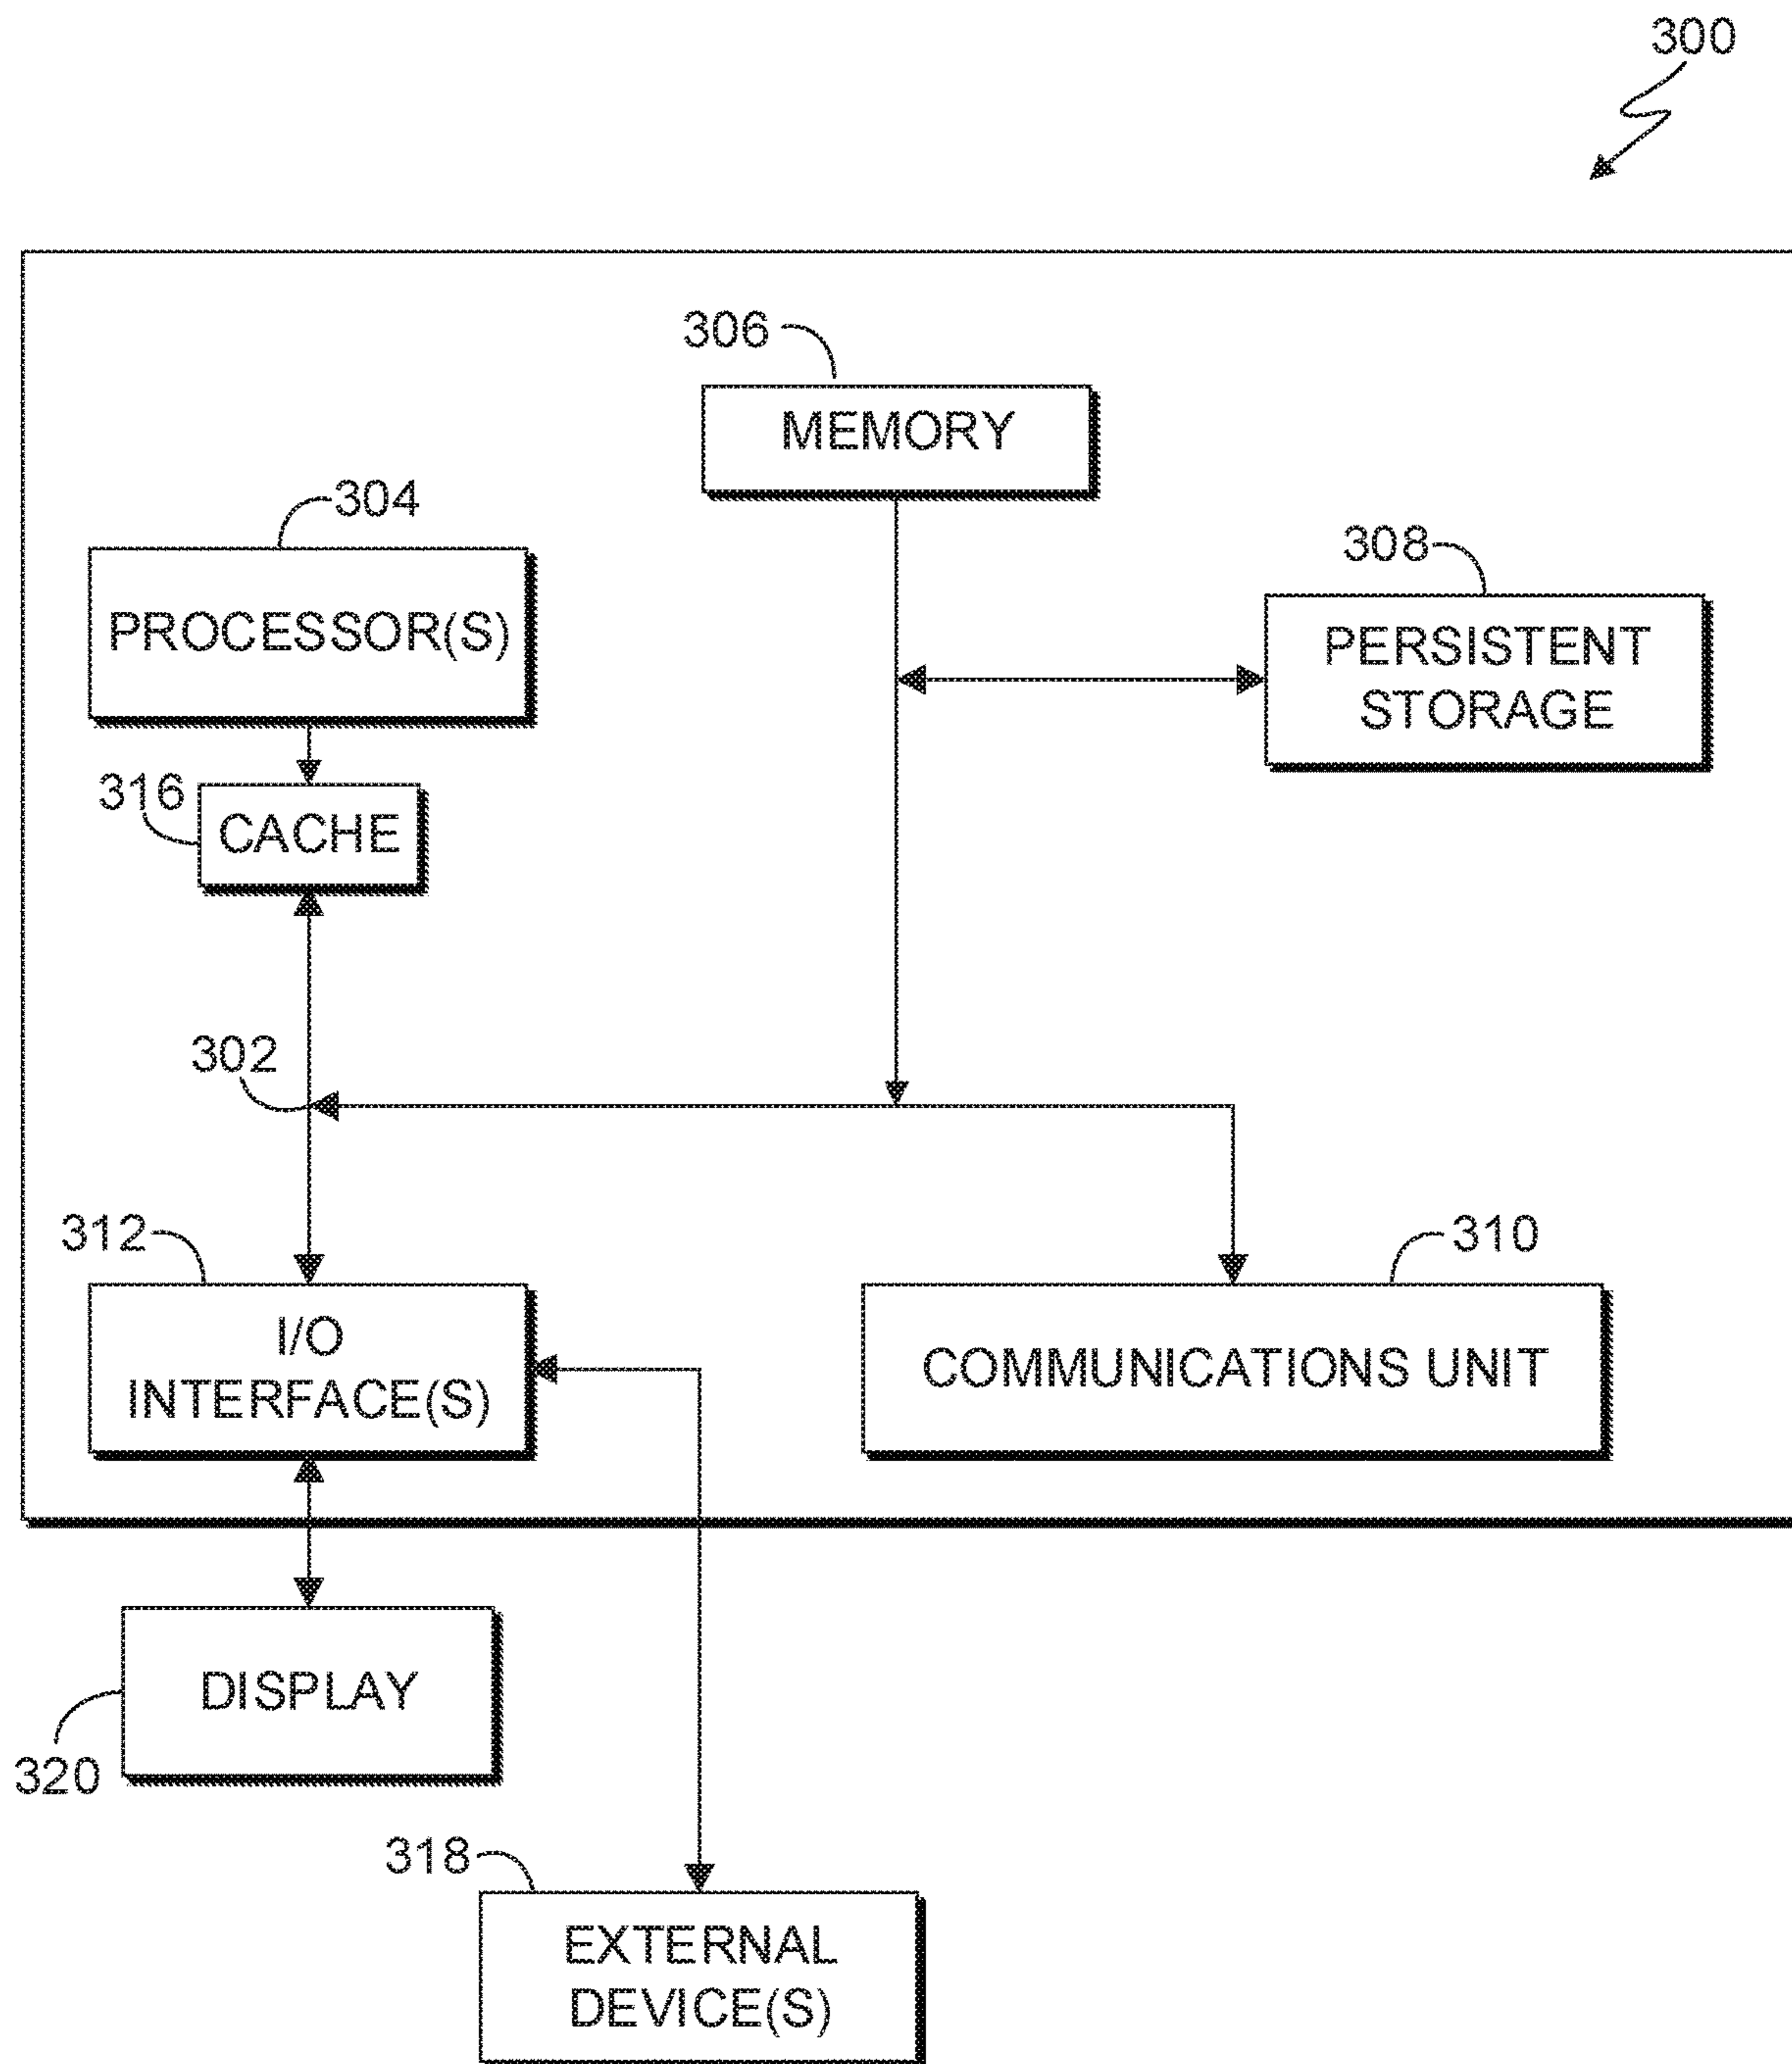 300
306
MEMORY
304
PROCESSOR(S)
308
PERSISTENT
STORAGE
316
CACHE
302
312
I/O
INTERFACE(S)
310
COMMUNICATIONS UNIT
DISPLAY
320
318
EXTERNAL
DEVICE(S)